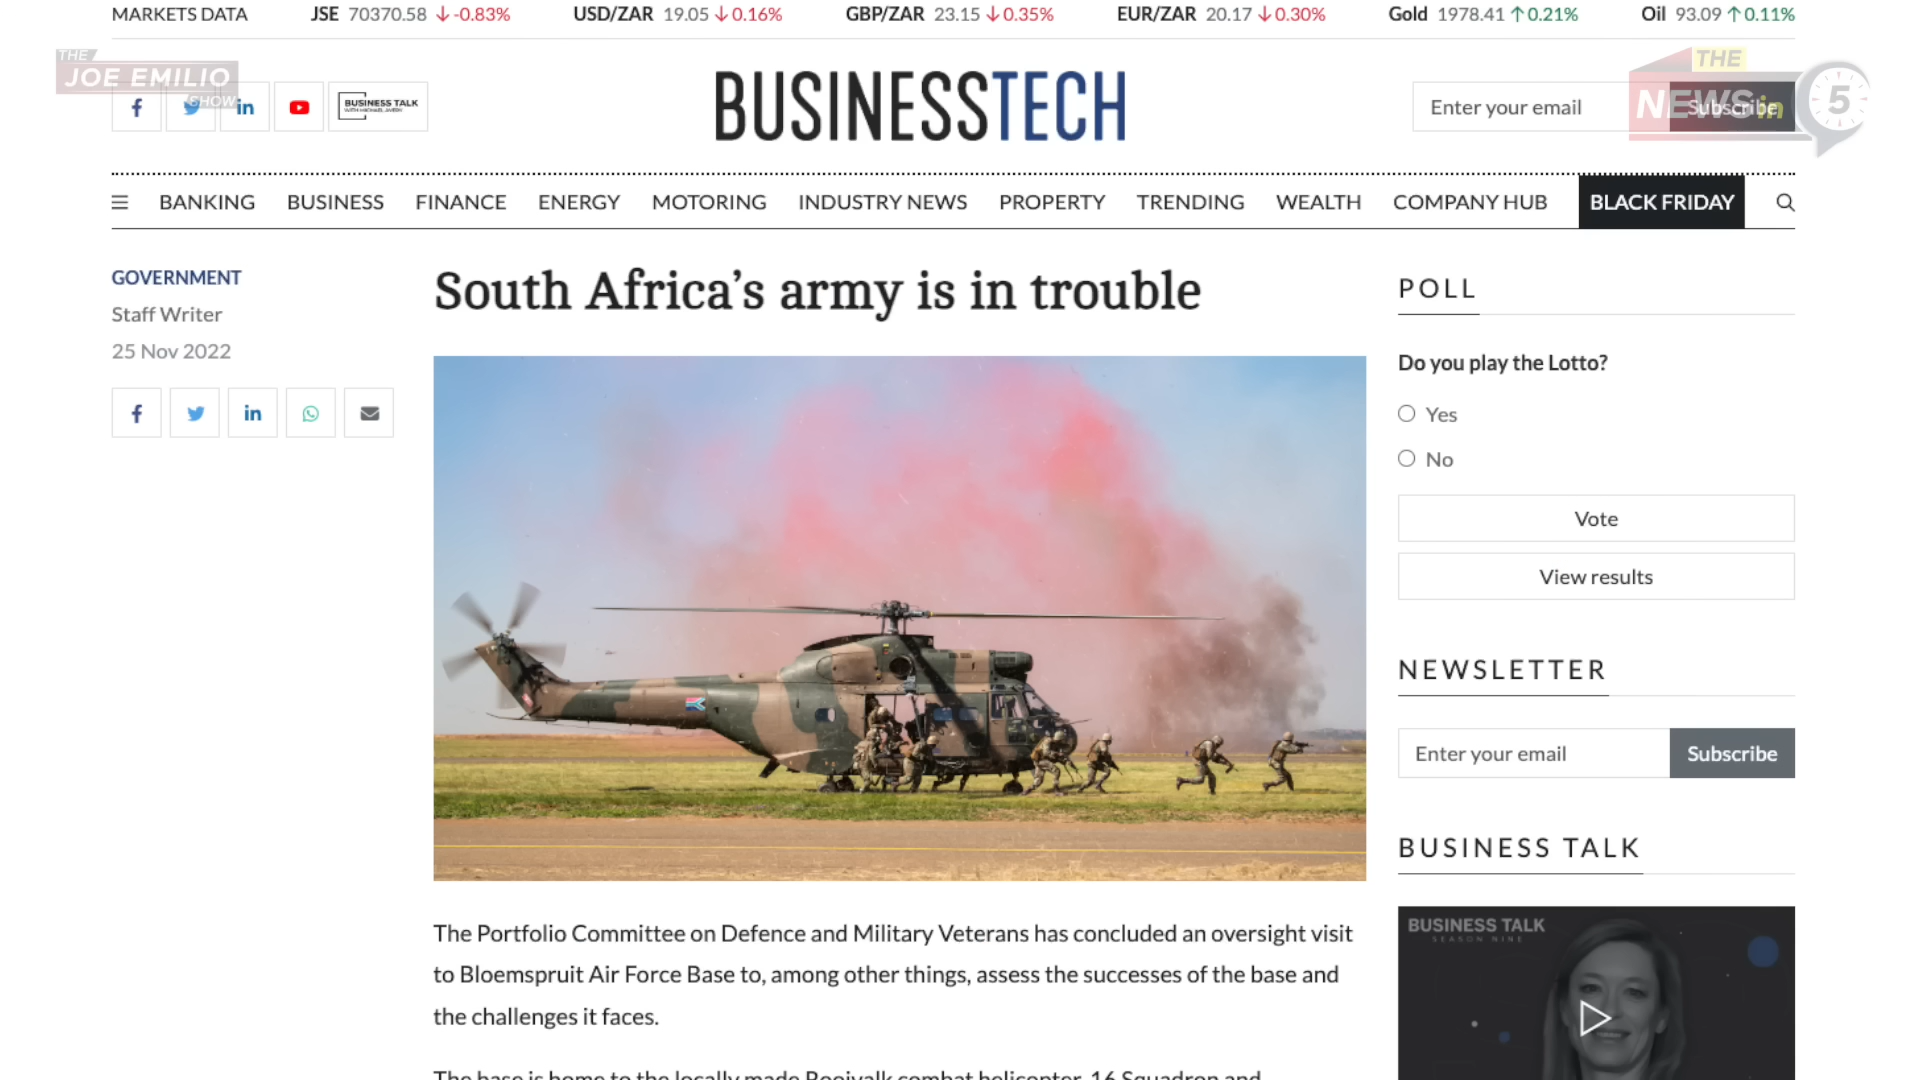 MARKETS DATA JSE 70370.58 ↓ -0.83% USD/ZAR 19.05 ↓ 0.16% GBP/ZAR 23.15 ↓ 0.35% EUR/ZAR 20.17 ↓ 0.30% Gold 1978.41 ↑ 0.21% Oil 93.09 ↑ 0.11%
THE
JOE EMILIO
SHOW
BUSINESS TALK
BUSINESSTECH
Enter your email Subscribe
THE
NEWS in 5
BANKING BUSINESS FINANCE ENERGY MOTORING INDUSTRY NEWS PROPERTY TRENDING WEALTH COMPANY HUB BLACK FRIDAY
GOVERNMENT
Staff Writer
25 Nov 2022
South Africa’s army is in trouble
The Portfolio Committee on Defence and Military Veterans has concluded an oversight visit
to Bloemspruit Air Force Base to, among other things, assess the successes of the base and
the challenges it faces.
The base is home to the locally made Rooivalk combat helicopter, 16 Squadron and
POLL
Do you play the Lotto?
Yes
No
Vote
View results
NEWSLETTER
Enter your email Subscribe
BUSINESS TALK
BUSINESS TALK
SEASON NINE